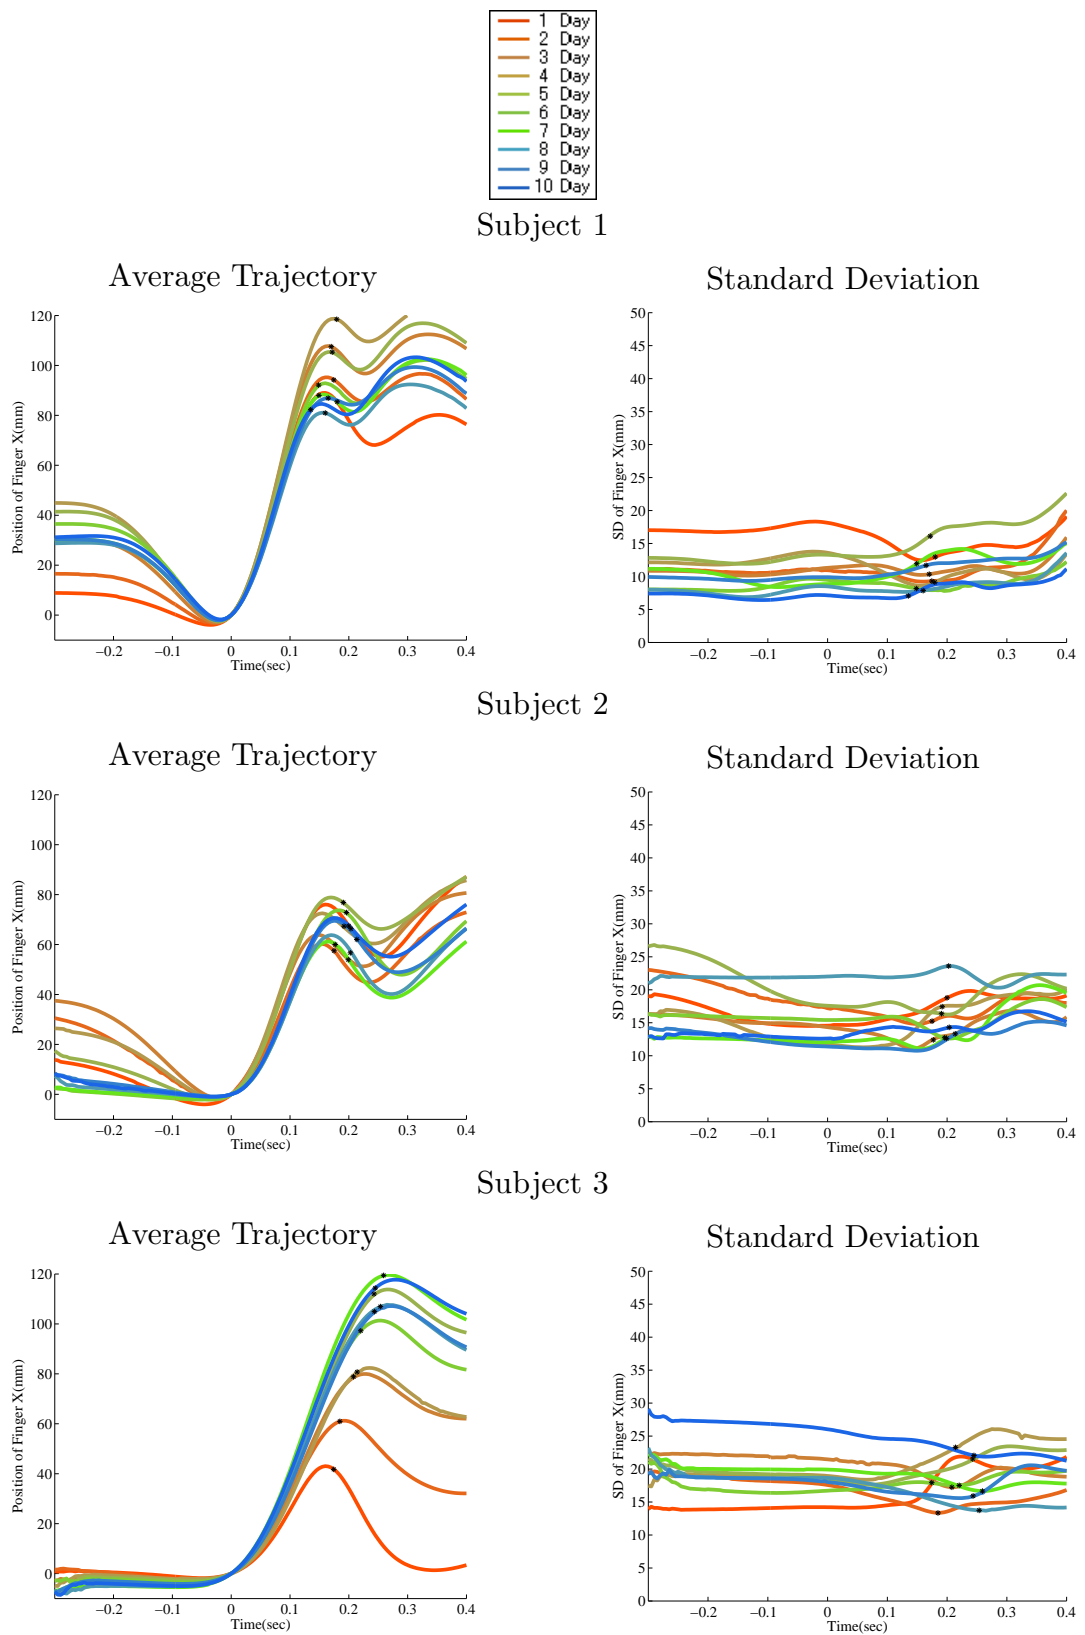 1 Day
2 Day
3 Day
4 Day
5 Day
6 Day
7 Day
8 Day
9 Day
10 Day
Subject 1
Average Trajectory
Standard Deviation
Position of Finger X(mm)
120
100
80
60
40
20
0
−0.2 −0.1 0 0.1 0.2 0.3 0.4
Time(sec)
SD of Finger X(mm)
50
45
40
35
30
25
20
15
10
5
0
−0.2 −0.1 0 0.1 0.2 0.3 0.4
Time(sec)
Subject 2
Average Trajectory
Standard Deviation
Position of Finger X(mm)
120
100
80
60
40
20
0
−0.2 −0.1 0 0.1 0.2 0.3 0.4
Time(sec)
SD of Finger X(mm)
50
45
40
35
30
25
20
15
10
5
0
−0.2 −0.1 0 0.1 0.2 0.3 0.4
Time(sec)
Subject 3
Average Trajectory
Standard Deviation
Position of Finger X(mm)
120
100
80
60
40
20
0
−0.2 −0.1 0 0.1 0.2 0.3 0.4
Time(sec)
SD of Finger X(mm)
50
45
40
35
30
25
20
15
10
5
0
−0.2 −0.1 0 0.1 0.2 0.3 0.4
Time(sec)